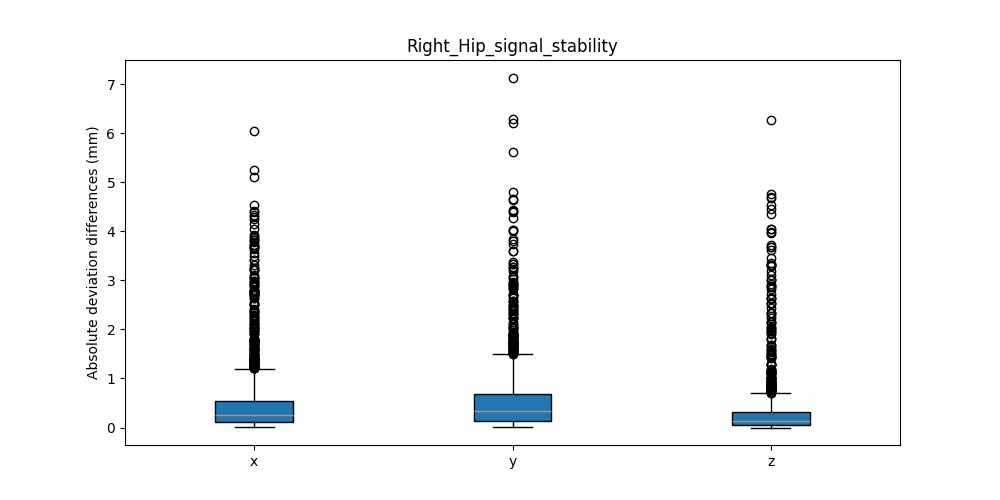 Right_Hip_signal_stability
Absolute deviation differences (mm)
7
6
5
4
3
2
1
0
x
y
z